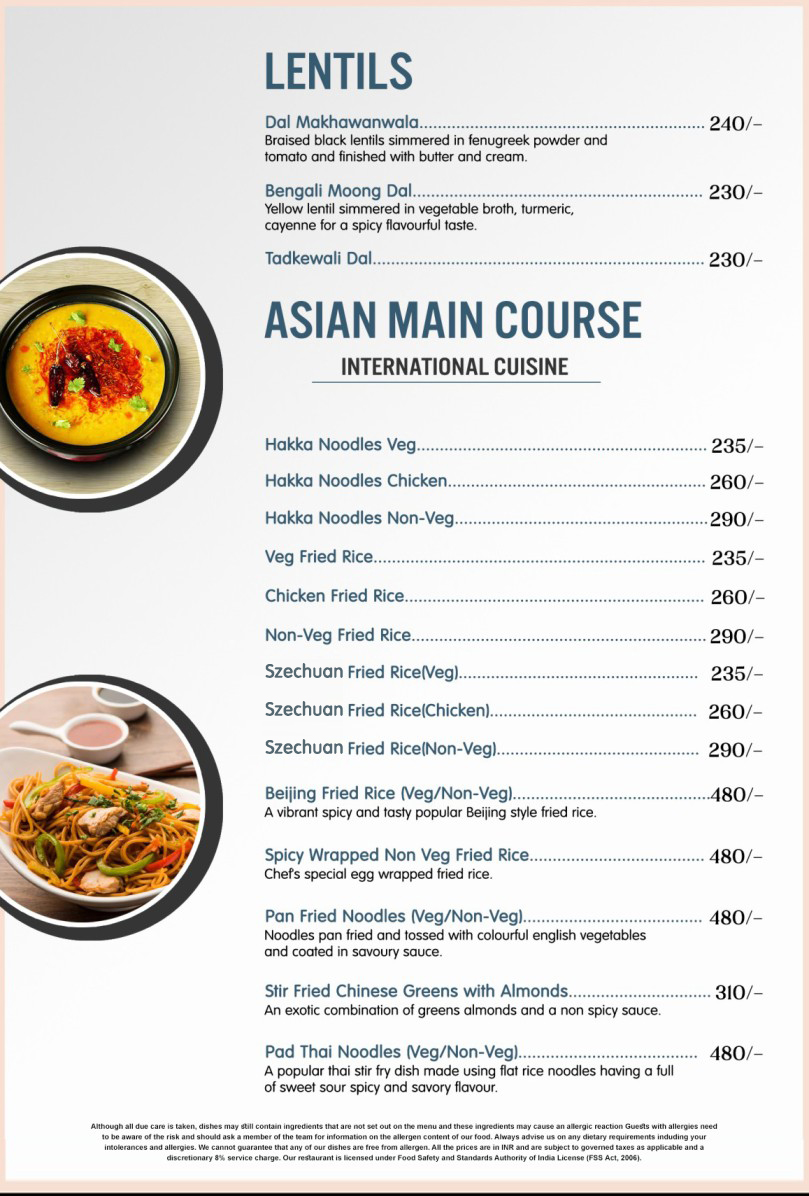 LENTILS
Dal Makhawanwala........................................................................ 240/–
Braised black lentils simmered in fenugreek powder and
tomato and finished with butter and cream.
Bengali Moong Dal........................................................................ 230/–
Yellow lentil simmered in vegetable broth, turmeric,
cayenne for a spicy flavourful taste.
Tadkewali Dal........................................................................ 230/–
ASIAN MAIN COURSE
INTERNATIONAL CUISINE
Hakka Noodles Veg........................................................................ 235/–
Hakka Noodles Chicken................................................................ 260/–
Hakka Noodles Non-Veg................................................................290/–
Veg Fried Rice........................................................................ 235/–
Chicken Fried Rice........................................................................ 260/–
Non-Veg Fried Rice........................................................................290/–
Szechuan Fried Rice(Veg)............................................................ 235/–
Szechuan Fried Rice(Chicken)..................................................... 260/–
Szechuan Fried Rice(Non-Veg).................................................... 290/–
Beijing Fried Rice (Veg/Non-Veg)..................................................480/–
A vibrant spicy and tasty popular Beijing style fried rice.
Spicy Wrapped Non Veg Fried Rice............................................. 480/–
Chef's special egg wrapped fried rice.
Pan Fried Noodles (Veg/Non-Veg)............................................... 480/–
Noodles pan fried and tossed with colourful english vegetables
and coated in savoury sauce.
Stir Fried Chinese Greens with Almonds..................................... 310/–
An exotic combination of greens almonds and a non spicy sauce.
Pad Thai Noodles (Veg/Non-Veg)................................................ 480/–
A popular thai stir fry dish made using flat rice noodles having a full
of sweet sour spicy and savory flavour.
Although all due care is taken, dishes may still contain ingredients that are not set out on the menu and these ingredients may cause an allergic reaction Guests with allergies need
to be aware of the risk and should ask a member of the team for information on the allergen content of our food. Always advise us on any dietary requirements including your
intolerances and allergies. We cannot guarantee that any of our dishes are free from allergen. All the prices are in INR and are subject to governed taxes as applicable and a
discretionary 8% service charge. Our restaurant is licensed under Food Safety and Standards Authority of India License (FSS Act, 2006).